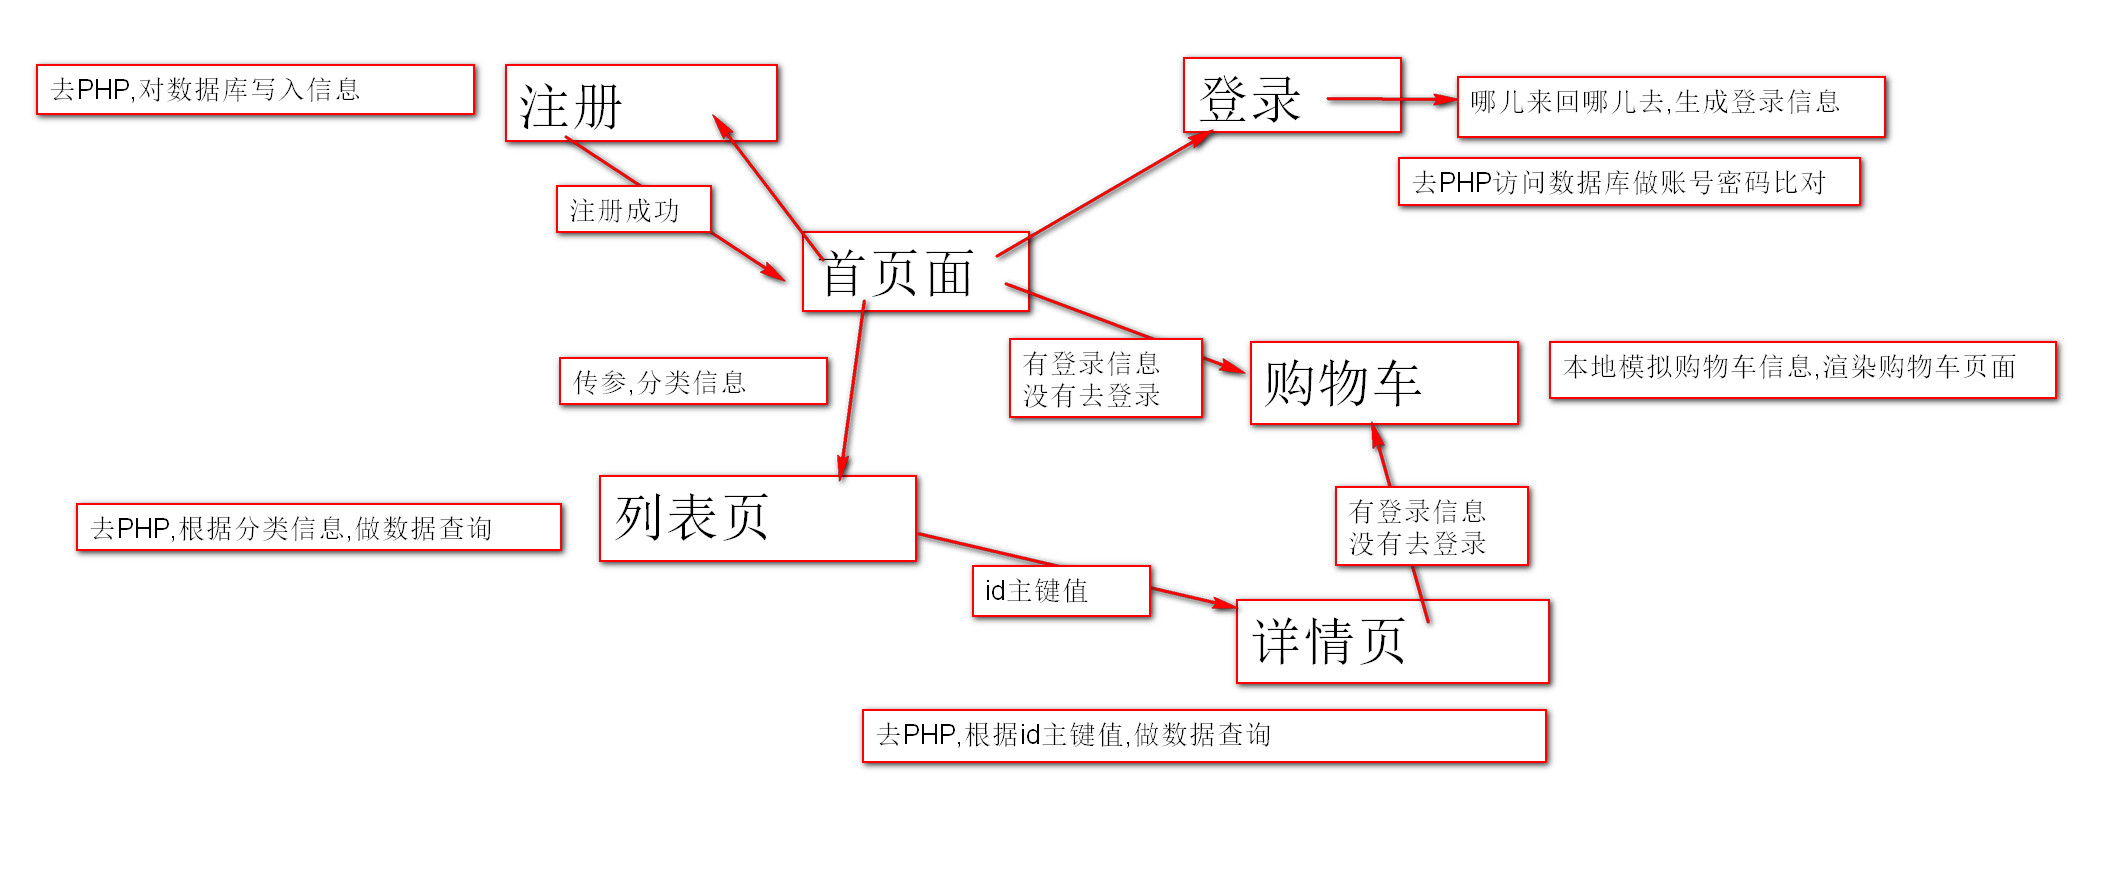 去PHP,对数据库写入信息
注册
登录
哪儿来回哪儿去,生成登录信息
去PHP访问数据库做账号密码比对
注册成功
首页面
传参,分类信息
有登录信息
没有去登录
购物车
本地模拟购物车信息,渲染购物车页面
去PHP,根据分类信息,做数据查询
列表页
有登录信息
没有去登录
id主键值
详情页
去PHP,根据id主键值,做数据查询